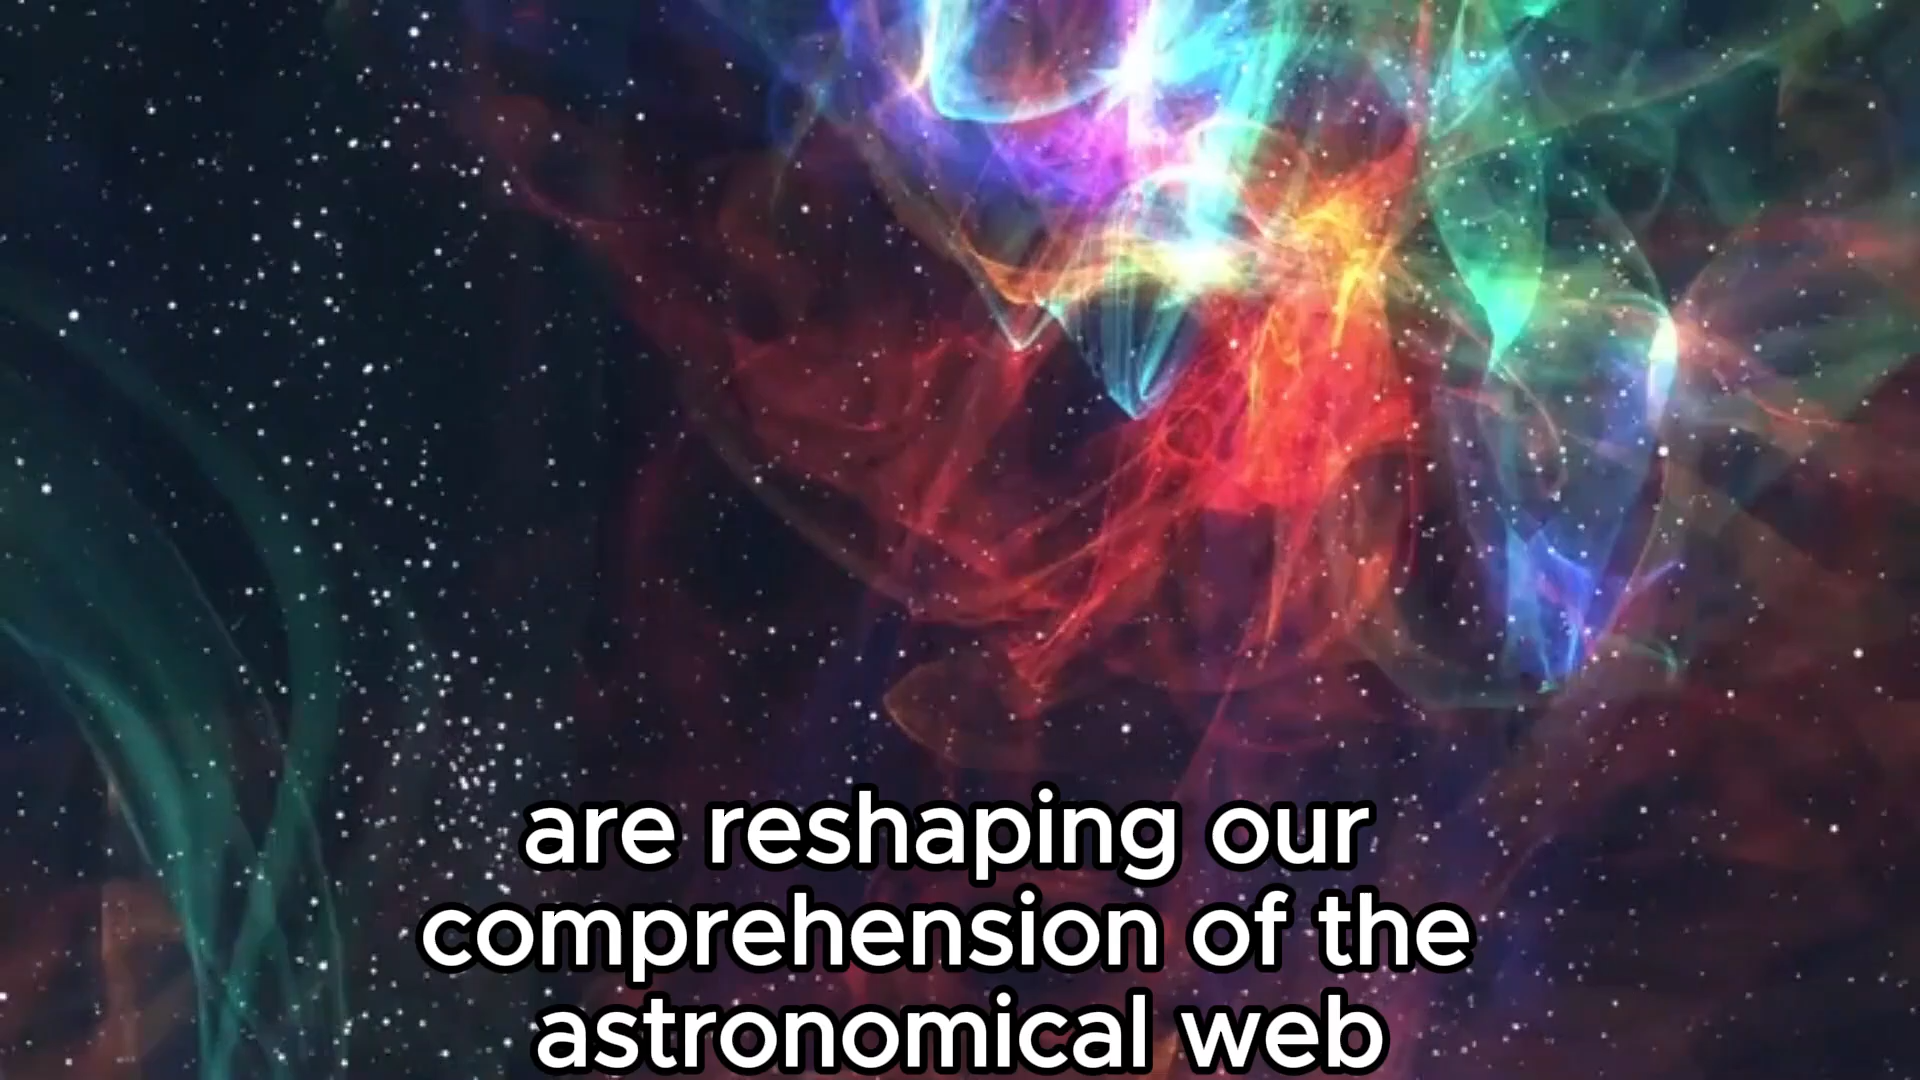 are reshaping our
comprehension of the
astronomical web